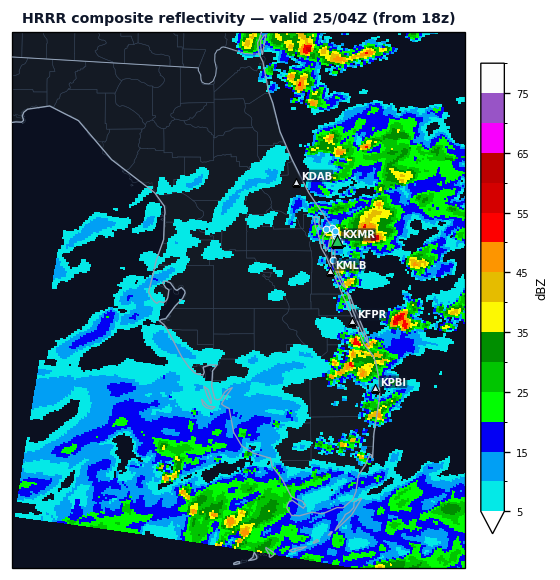 HRRR composite reflectivity — valid 25/04Z (from 18z)
KDAB
KXMR
KMLB
KFPR
KPBI
75
65
55
45
35
25
15
5
dBZ